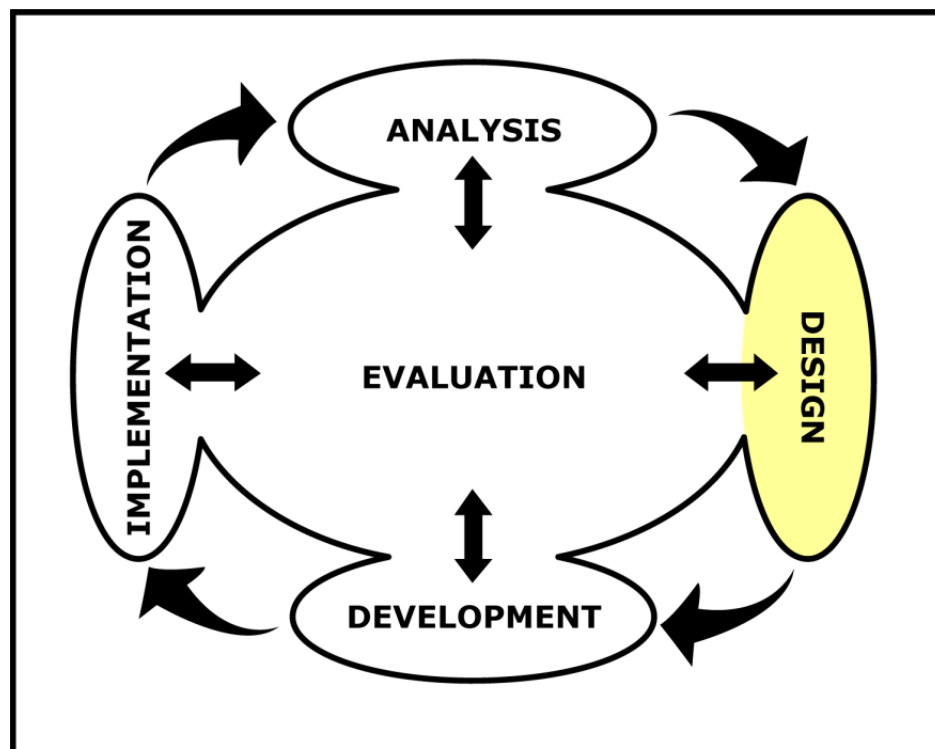 ANALYSIS
IMPLEMENTATION
EVALUATION
DESIGN
DEVELOPMENT